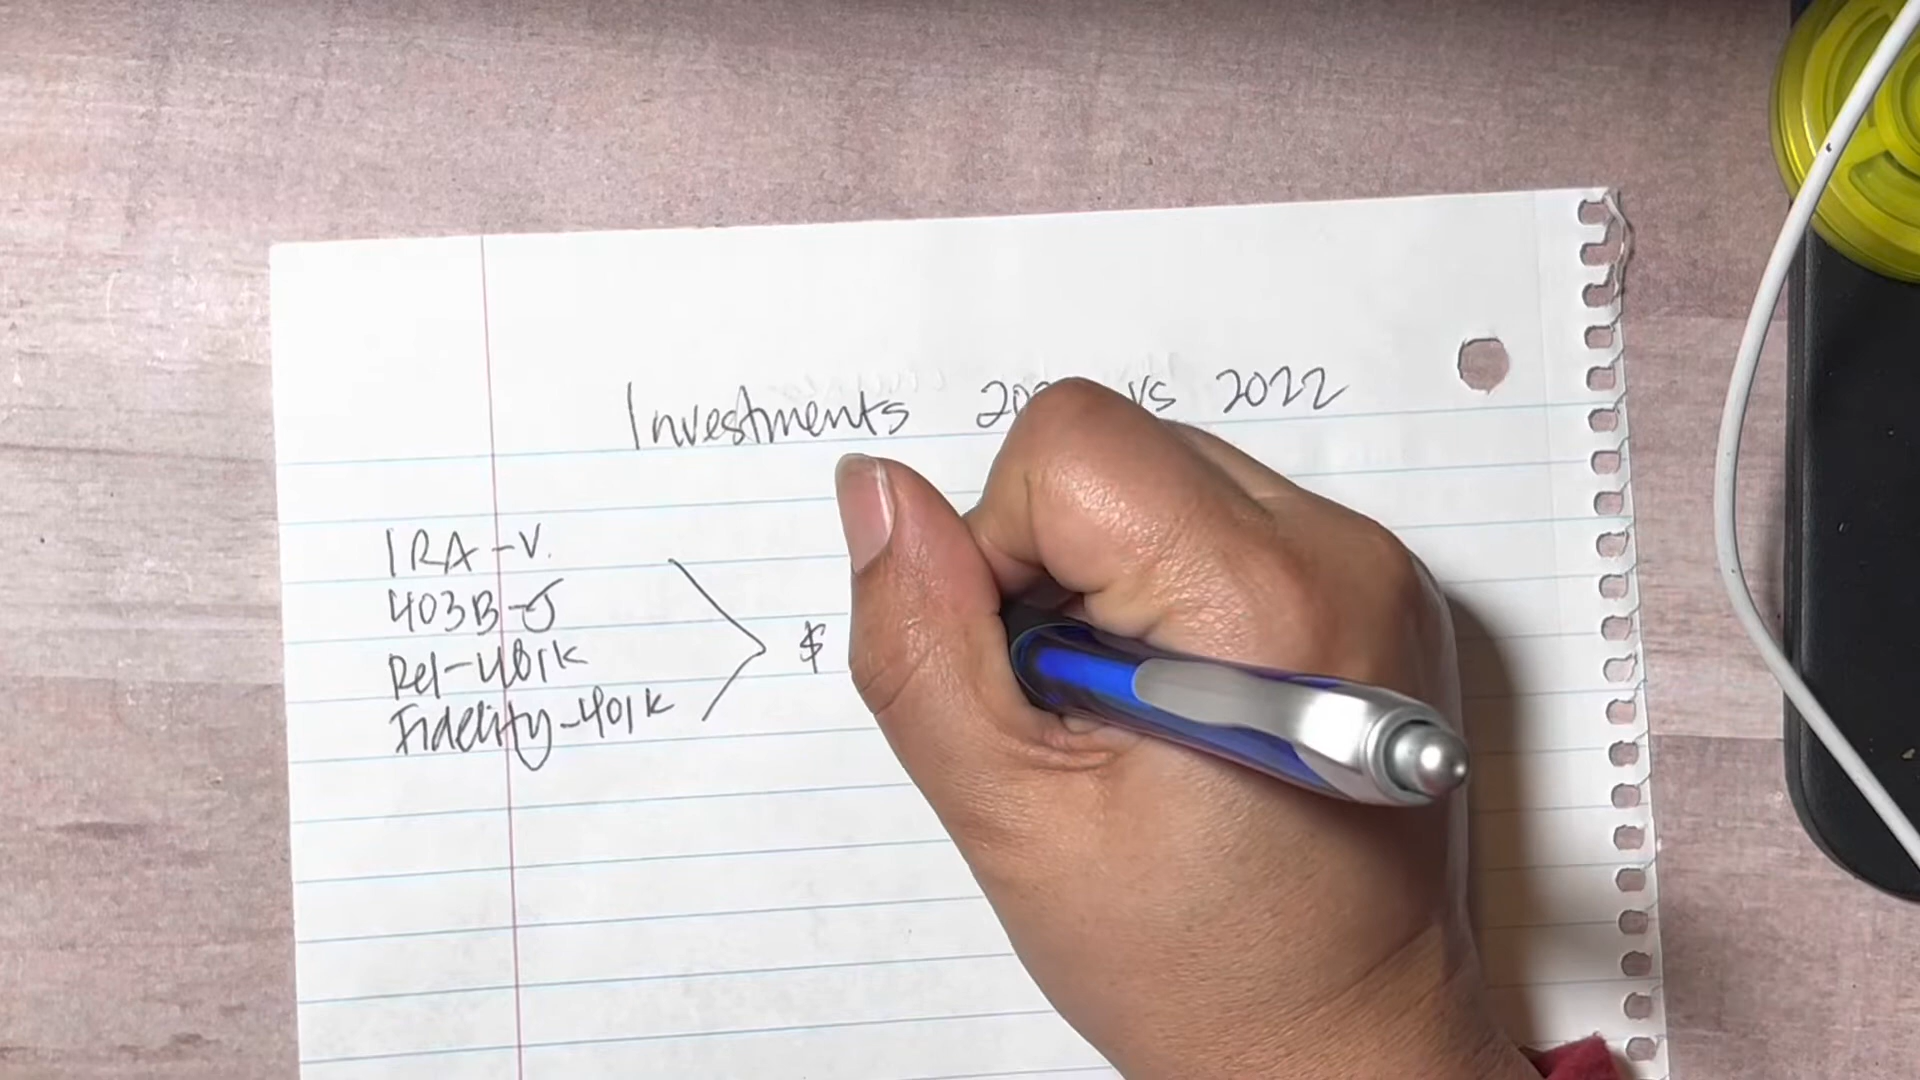 Investments vs 2022
IRA-V.
403B-J
Rel-401k
Fidelity-401k
$